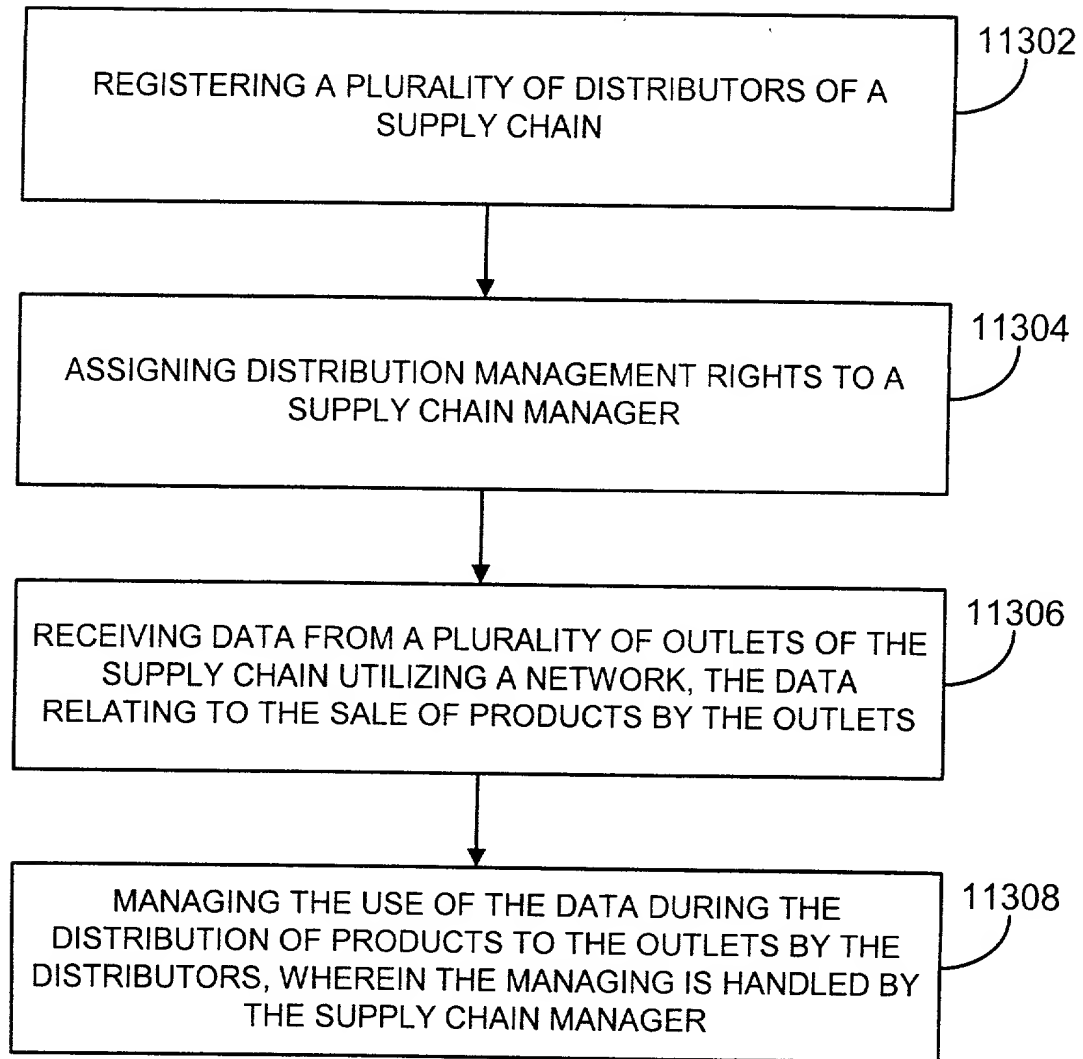 11302
REGISTERING A PLURALITY OF DISTRIBUTORS OF A
SUPPLY CHAIN
11304
ASSIGNING DISTRIBUTION MANAGEMENT RIGHTS TO A
SUPPLY CHAIN MANAGER
11306
RECEIVING DATA FROM A PLURALITY OF OUTLETS OF THE
SUPPLY CHAIN UTILIZING A NETWORK, THE DATA
RELATING TO THE SALE OF PRODUCTS BY THE OUTLETS
11308
MANAGING THE USE OF THE DATA DURING THE
DISTRIBUTION OF PRODUCTS TO THE OUTLETS BY THE
DISTRIBUTORS, WHEREIN THE MANAGING IS HANDLED BY
THE SUPPLY CHAIN MANAGER